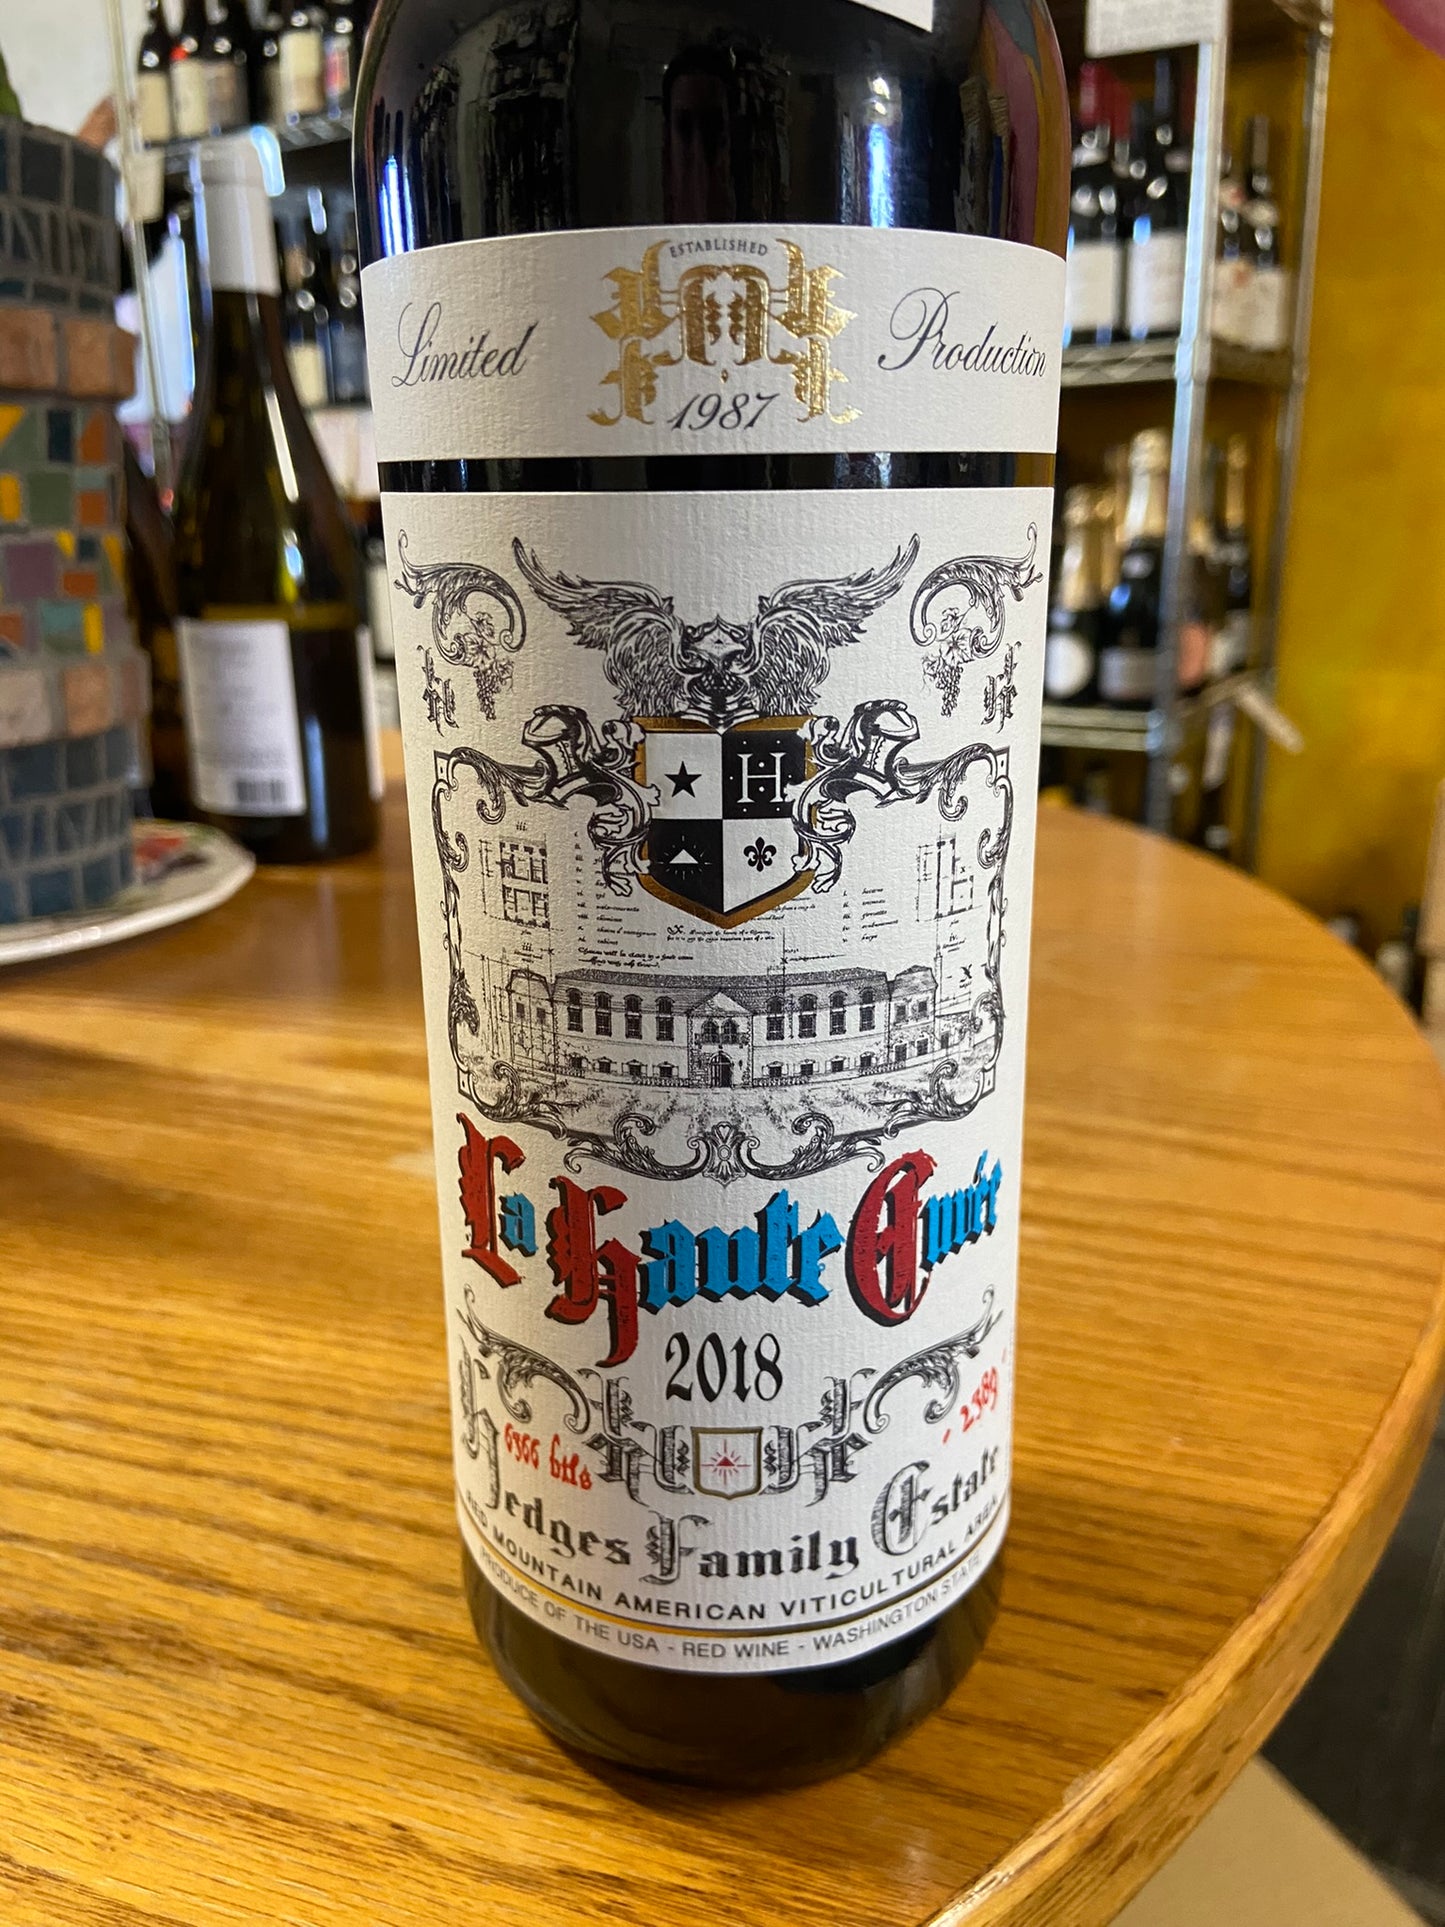 ESTABLISHED
Limited Production
1987
H
La Haute Cuvée
2018
6366 btls
2389
Hedges Family Estate
RED MOUNTAIN AMERICAN VITICULTURAL AREA
PRODUCE OF THE USA - RED WINE - WASHINGTON STATE